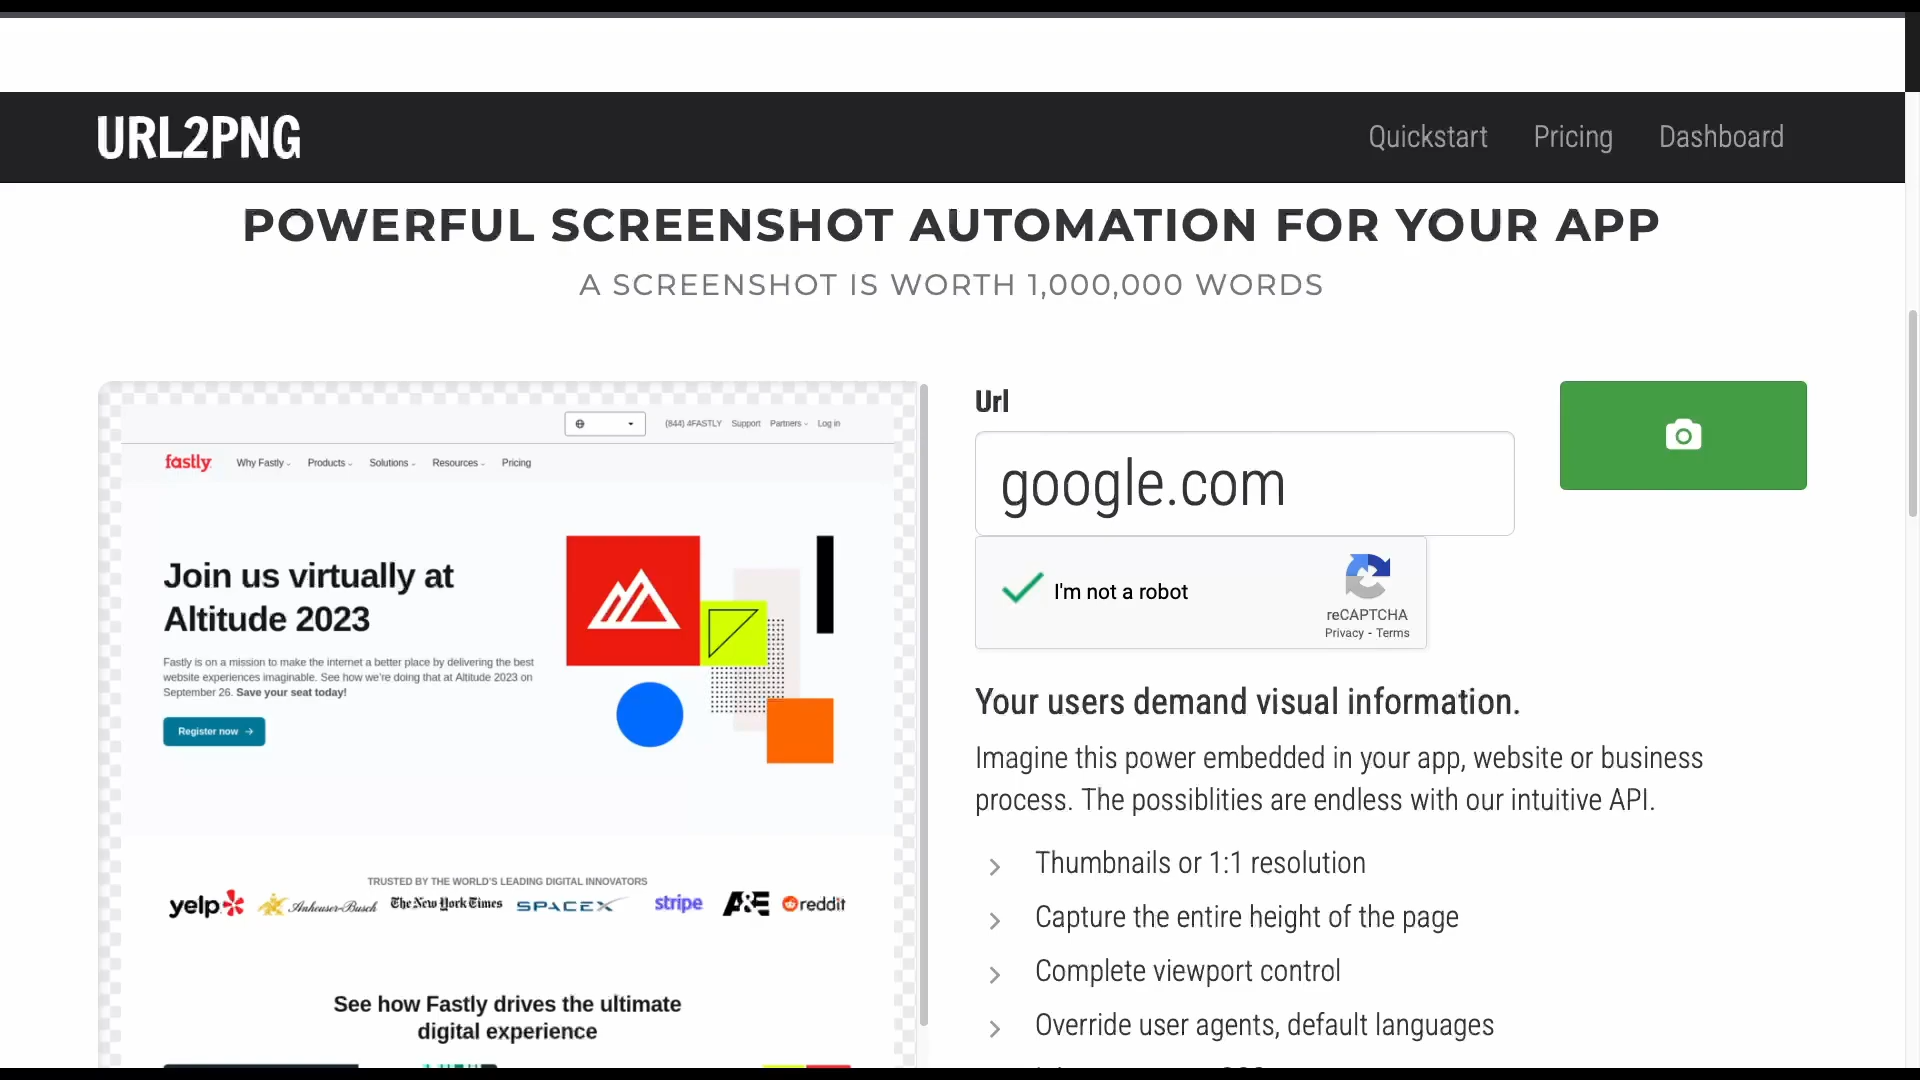 URL2PNG
Quickstart Pricing Dashboard
POWERFUL SCREENSHOT AUTOMATION FOR YOUR APP
A SCREENSHOT IS WORTH 1,000,000 WORDS
(844) 4FASTLY Support Partners Log in
fastly Why Fastly Products Solutions Resources Pricing
Join us virtually at
Altitude 2023
Fastly is on a mission to make the internet a better place by delivering the best
website experiences imaginable. See how we're doing that at Altitude 2023 on
September 26. Save your seat today!
Register now →
TRUSTED BY THE WORLD'S LEADING DIGITAL INNOVATORS
yelp Anheuser-Busch The New York Times SPACEX stripe A&E reddit
See how Fastly drives the ultimate
digital experience
Url
google.com
I'm not a robot
reCAPTCHA
Privacy - Terms
Your users demand visual information.
Imagine this power embedded in your app, website or business
process. The possiblities are endless with our intuitive API.
Thumbnails or 1:1 resolution
Capture the entire height of the page
Complete viewport control
Override user agents, default languages